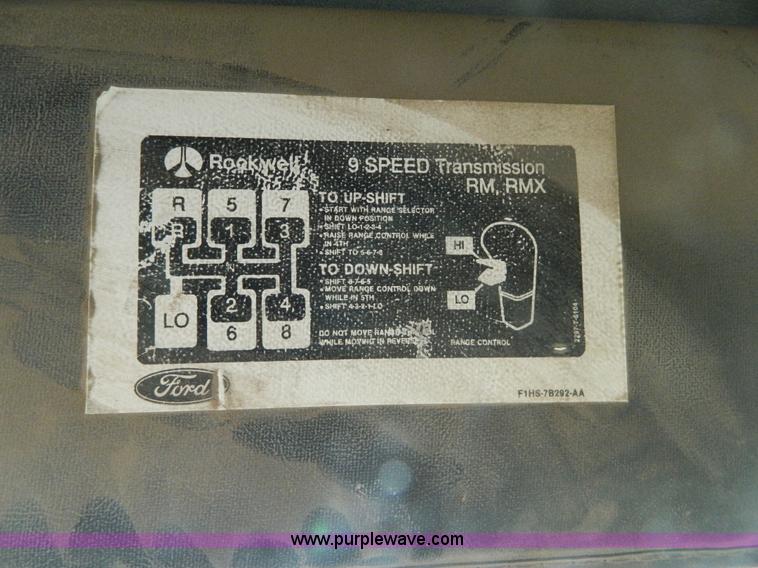 Rockwell 9 SPEED Transmission
RM, RMX
R 5 7
R 1 3
N
2 4
LO 6 8
TO UP-SHIFT
• START WITH RANGE SELECTOR
IN DOWN POSITION
• SHIFT LO-1-2-3-4
• RAISE RANGE CONTROL WHILE
IN 4TH
• SHIFT TO 5-6-7-8
TO DOWN-SHIFT
• SHIFT 8-7-6-5
• MOVE RANGE CONTROL DOWN
WHILE IN 5TH
• SHIFT 4-3-2-1-LO
DO NOT MOVE RANGE CONTROL
WHILE MOVING IN REVERSE
HI
LO
RANGE CONTROL
2297-T-6104
Ford
F1HS-7B292-AA
www.purplewave.com